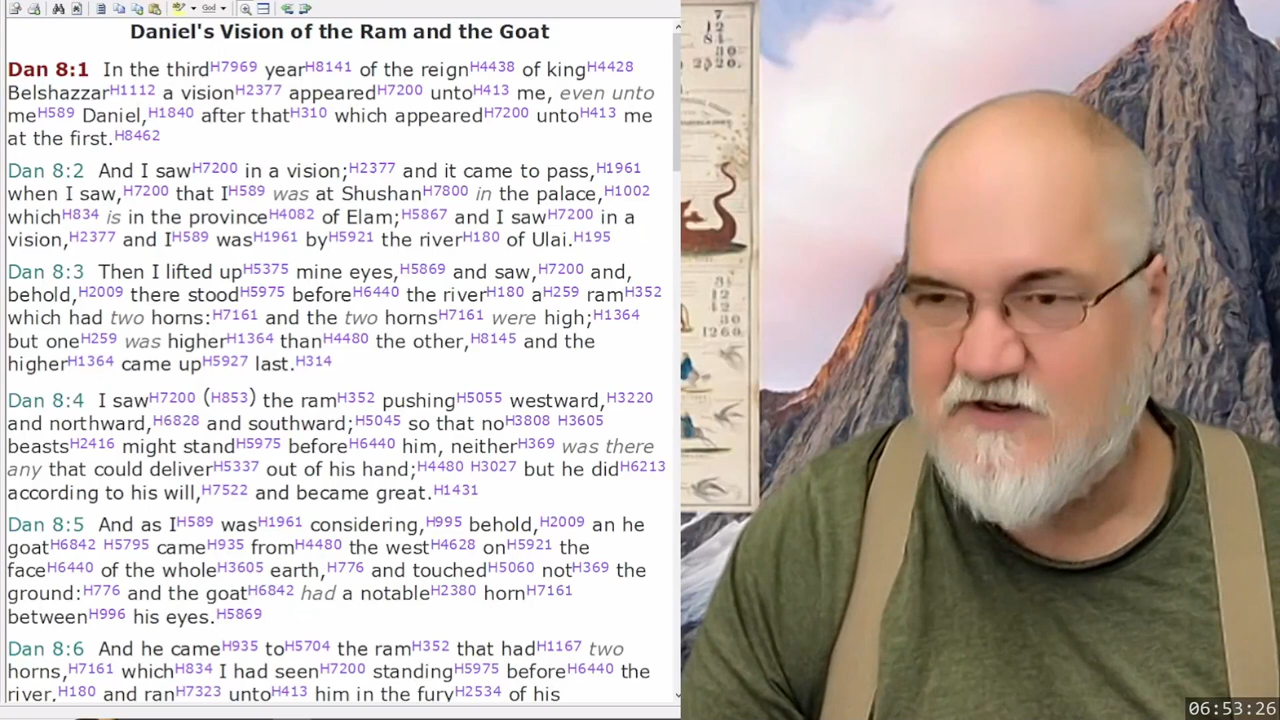 Daniel's Vision of the Ram and the Goat
Dan 8:1 In the thirdH7969 yearH8141 of the reignH4438 of kingH4428
BelshazzarH1112 a visionH2377 appearedH7200 untoH413 me, even unto
meH589 Daniel,H1840 after thatH310 which appearedH7200 untoH413 me
at the first.H8462
Dan 8:2 And I sawH7200 in a vision;H2377 and it came to pass,H1961
when I saw,H7200 that IH589 was at ShushanH7800 in the palace,H1002
whichH834 is in the provinceH4082 of Elam;H5867 and I sawH7200 in a
vision,H2377 and IH589 wasH1961 byH5921 the riverH180 of Ulai.H195
Dan 8:3 Then I lifted upH5375 mine eyes,H5869 and saw,H7200 and,
behold,H2009 there stoodH5975 beforeH6440 the riverH180 aH259 ramH352
which had two horns:H7161 and the two hornsH7161 were high;H1364
but oneH259 was higherH1364 thanH4480 the other,H8145 and the
higherH1364 came upH5927 last.H314
Dan 8:4 I sawH7200 (H853) the ramH352 pushingH5055 westward,H3220
and northward,H6828 and southward;H5045 so that noH3808 H3605
beastsH2416 might standH5975 beforeH6440 him, neitherH369 was there
any that could deliverH5337 out of his hand;H4480 H3027 but he didH6213
according to his will,H7522 and became great.H1431
Dan 8:5 And as IH589 wasH1961 considering,H995 behold,H2009 an he
goatH6842 H5795 cameH935 fromH4480 the westH4628 onH5921 the
faceH6440 of the wholeH3605 earth,H776 and touchedH5060 notH369 the
ground:H776 and the goatH6842 had a notableH2380 hornH7161
betweenH996 his eyes.H5869
Dan 8:6 And he cameH935 toH5704 the ramH352 that hadH1167 two
horns,H7161 whichH834 I had seenH7200 standingH5975 beforeH6440 the
river,H180 and ranH7323 untoH413 him in the furyH2534 of his
7
12
30
12
30
1260
06:53:26